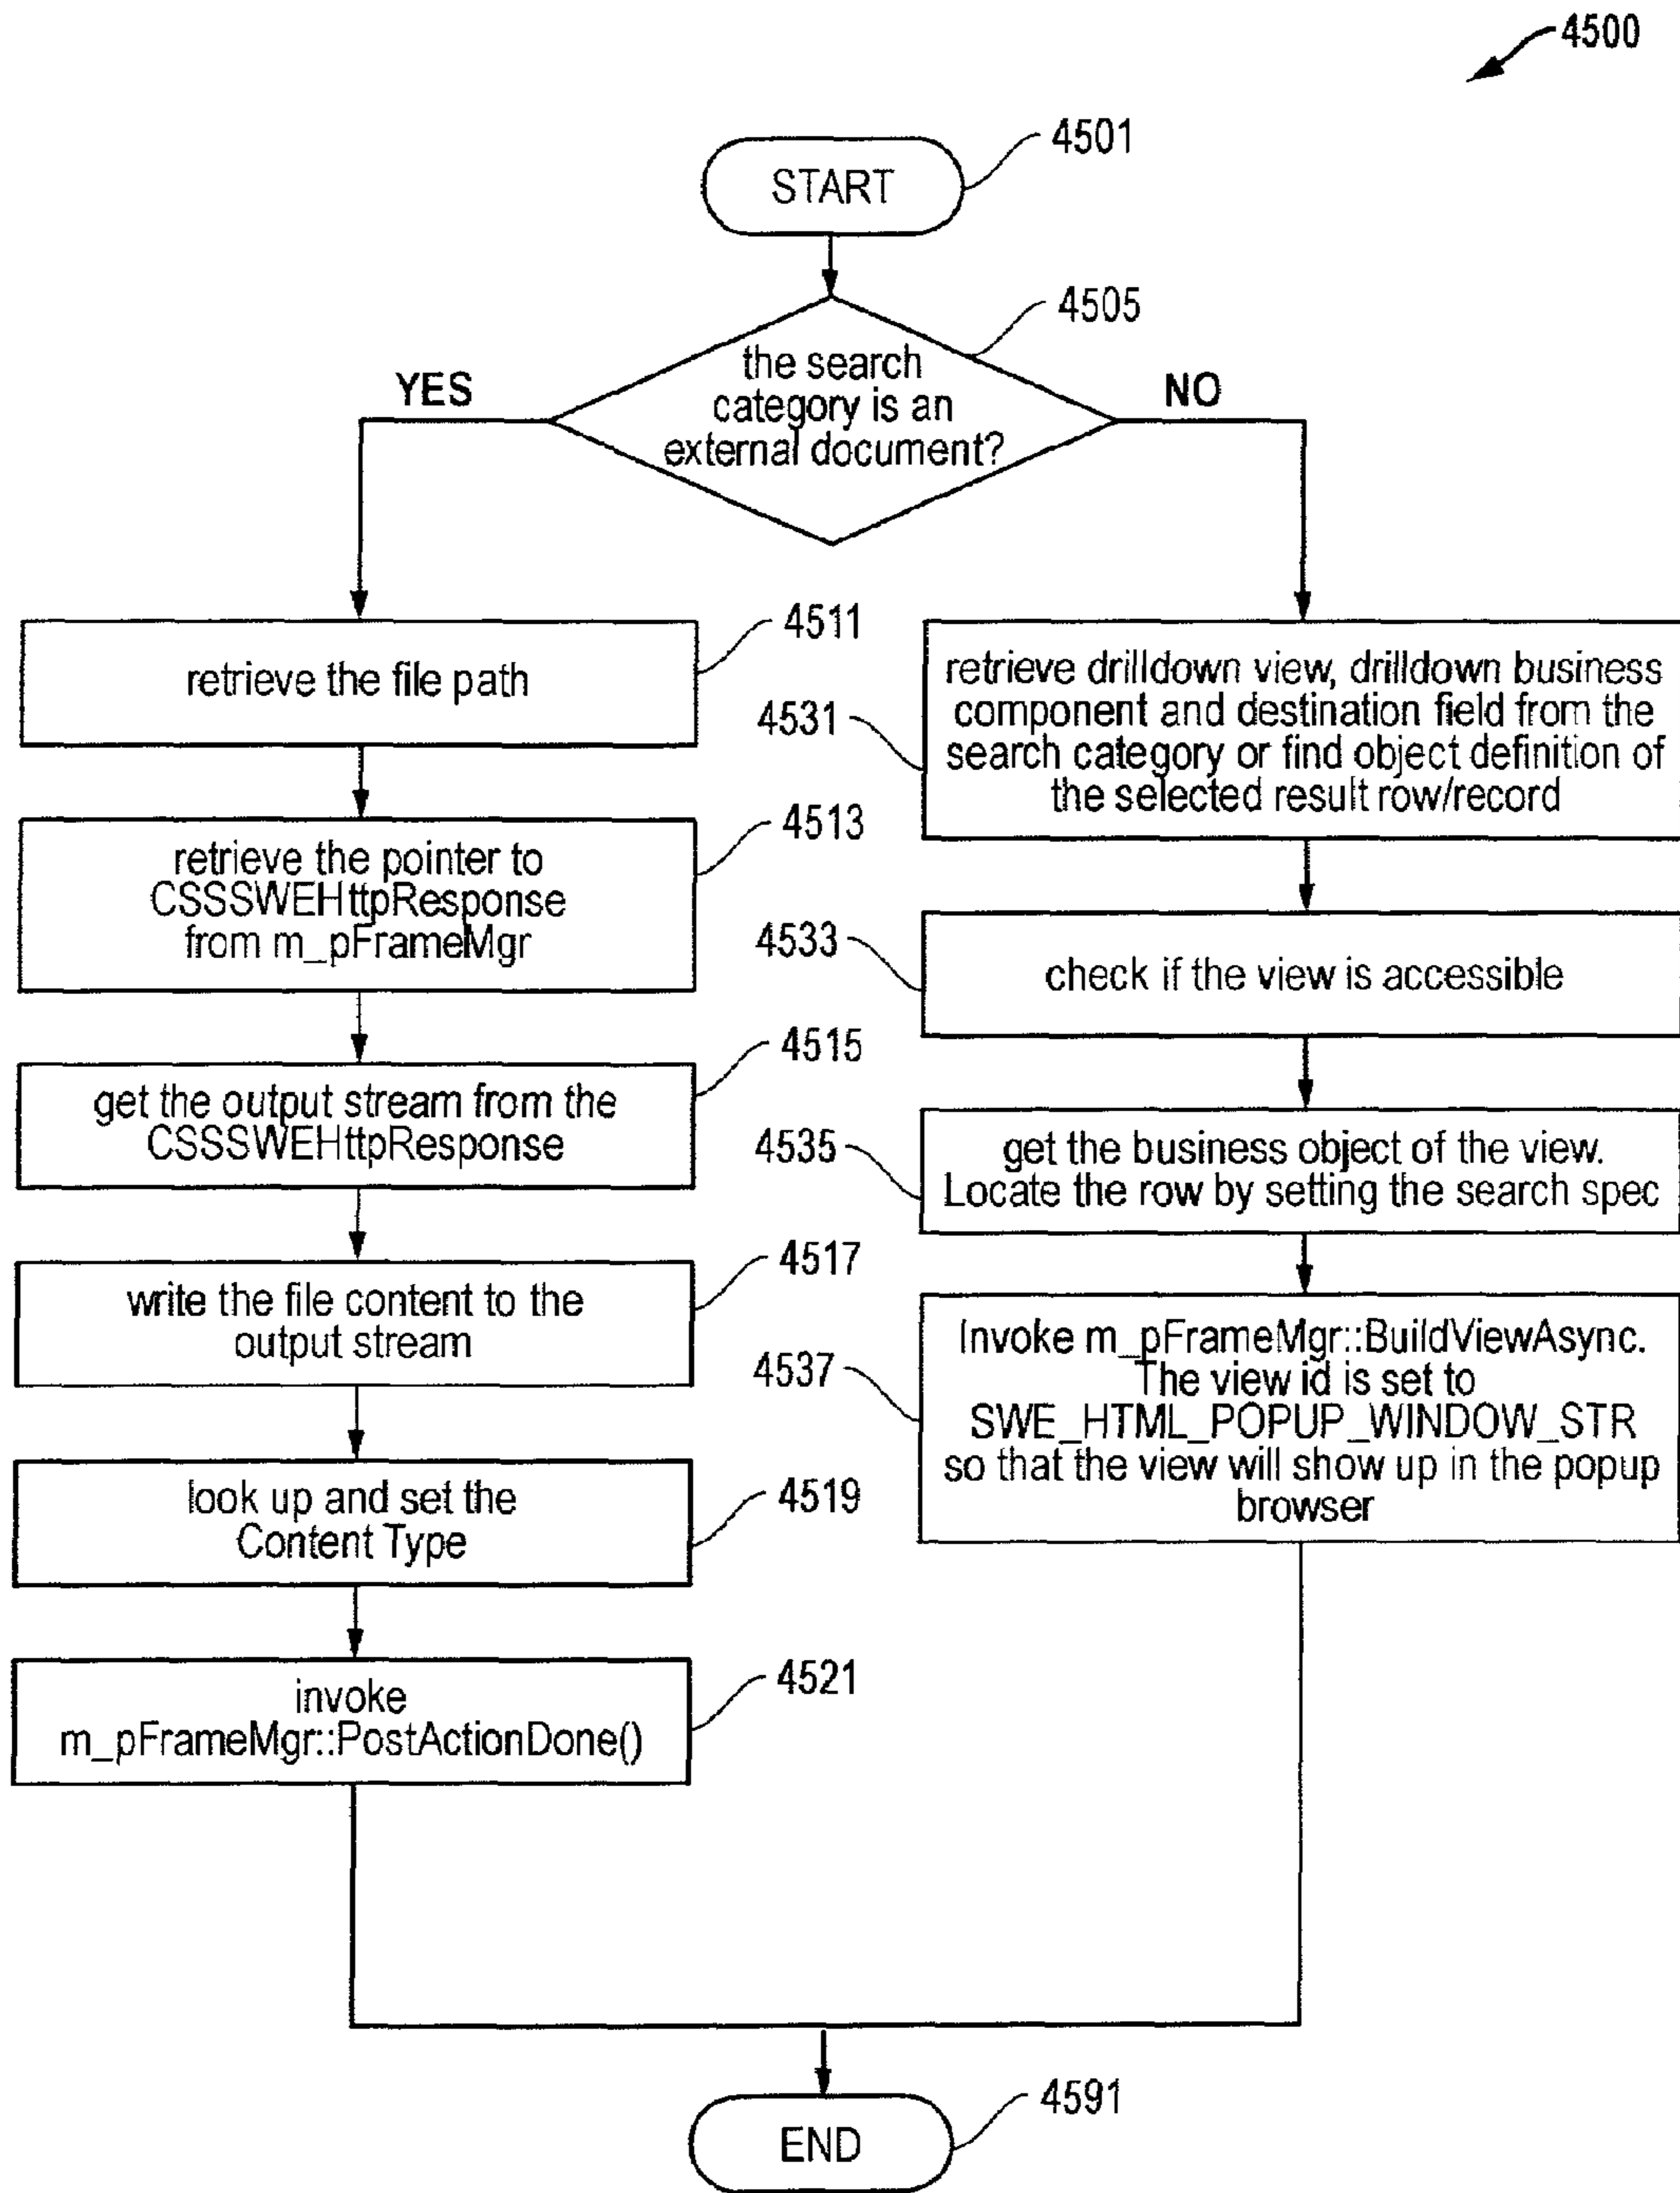 4500
START
4501
the search
category is an
external document?
4505
YES
NO
retrieve the file path
4511
retrieve the pointer to
CSSSWEHttpResponse
from m_pFrameMgr
4513
get the output stream from the
CSSSWEHttpResponse
4515
write the file content to the
output stream
4517
look up and set the
Content Type
4519
invoke
m_pFrameMgr::PostActionDone()
4521
retrieve drilldown view, drilldown business
component and destination field from the
search category or find object definition of
the selected result row/record
4531
check if the view is accessible
4533
get the business object of the view.
Locate the row by setting the search spec
4535
Invoke m_pFrameMgr::BuildViewAsync.
The view id is set to
SWE_HTML_POPUP_WINDOW_STR
so that the view will show up in the popup
browser
4537
END
4591